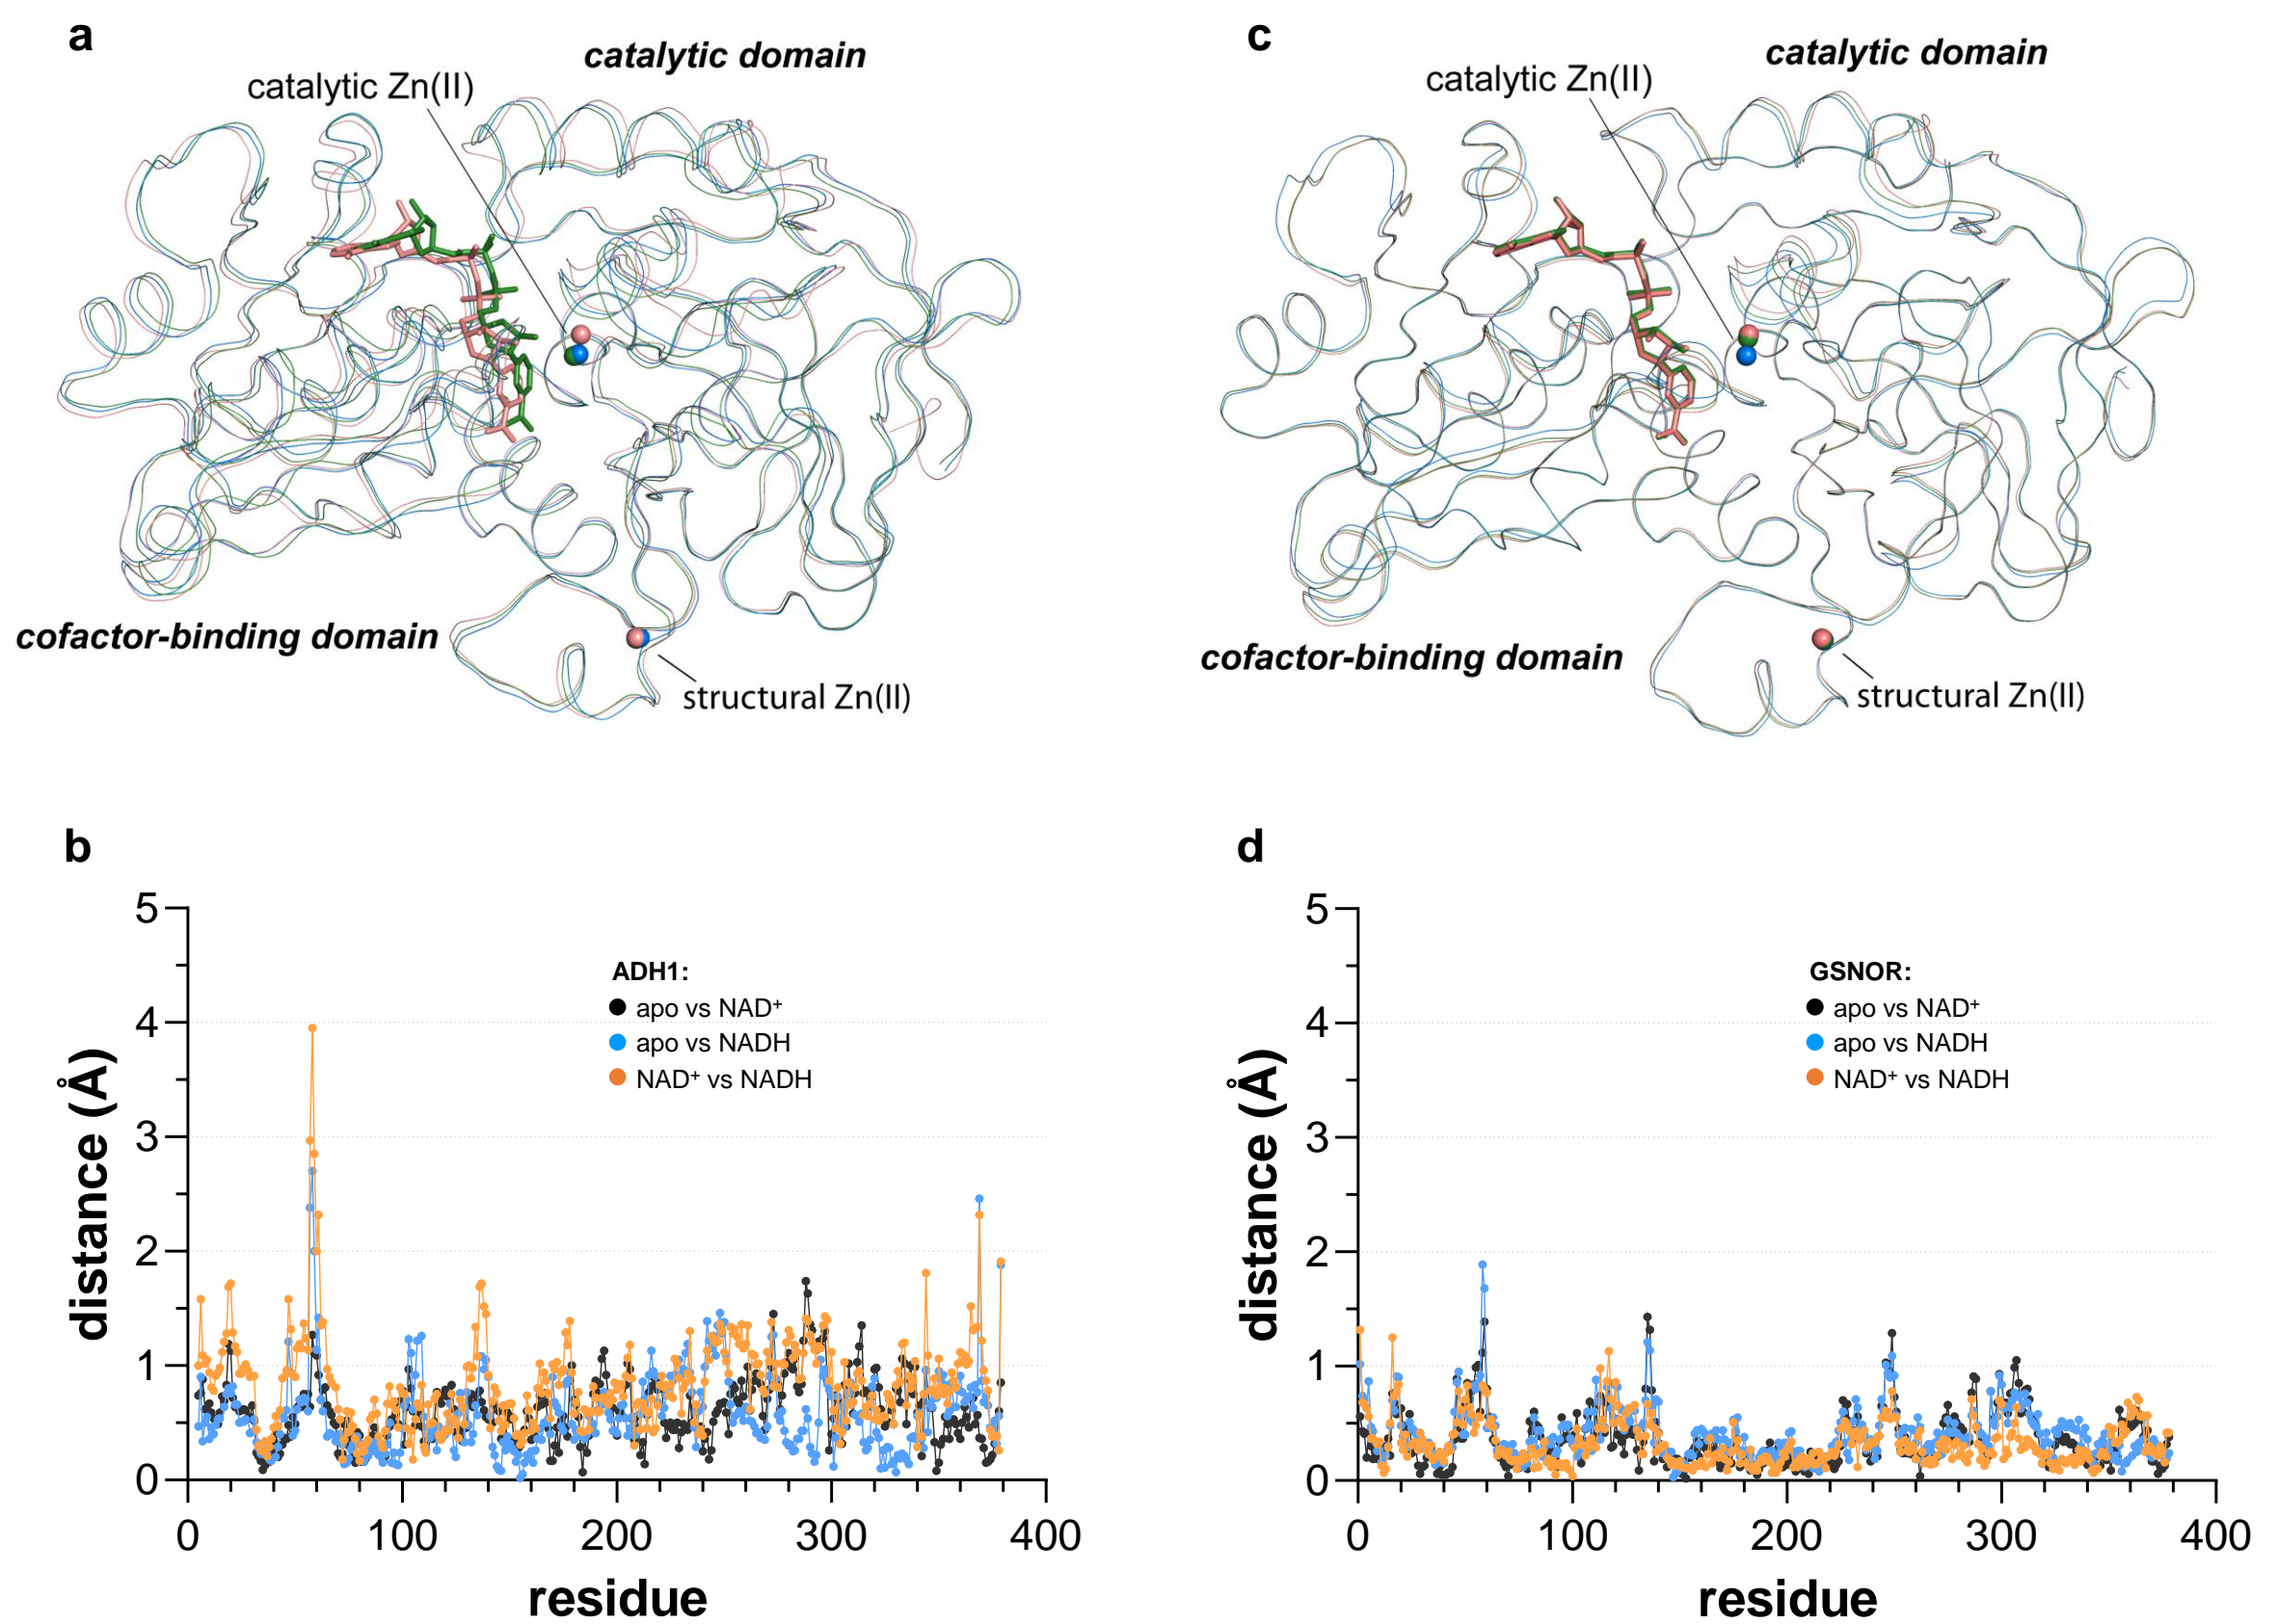 a
catalytic domain
catalytic Zn(II)
cofactor-binding domain
structural Zn(II)
c
catalytic domain
catalytic Zn(II)
cofactor-binding domain
structural Zn(II)
b
5
4
3
2
1
0
distance (Å)
ADH1:
apo vs NAD⁺
apo vs NADH
NAD⁺ vs NADH
0 100 200 300 400
residue
d
5
4
3
2
1
0
distance (Å)
GSNOR:
apo vs NAD⁺
apo vs NADH
NAD⁺ vs NADH
0 100 200 300 400
residue